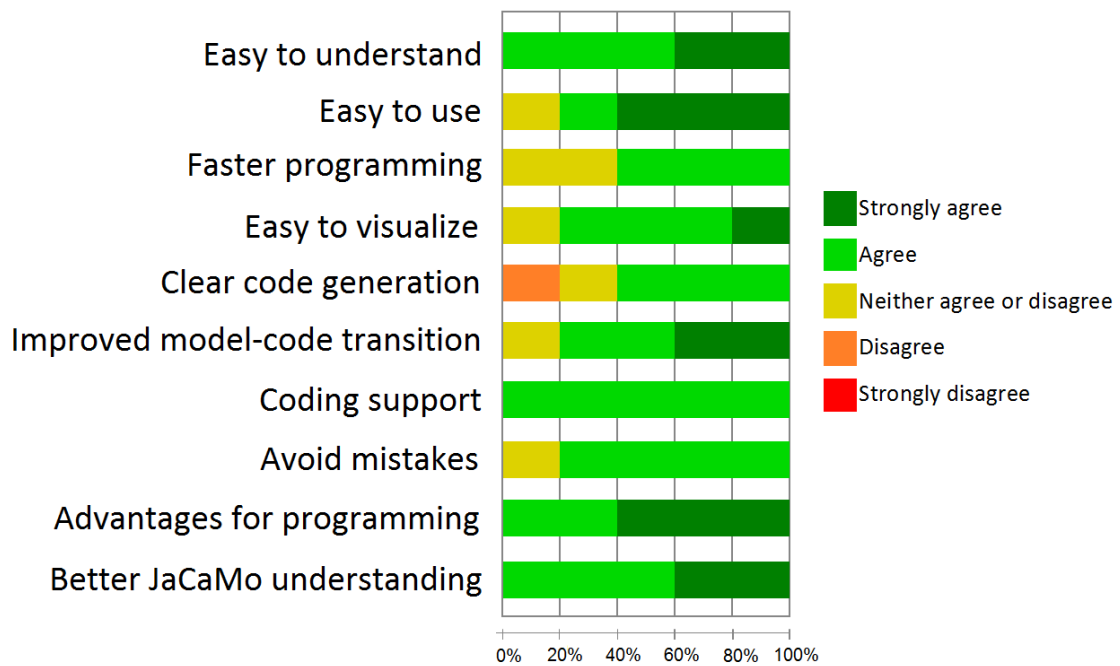 Easy to understand
Easy to use
Faster programming
Easy to visualize
Clear code generation
Improved model-code transition
Coding support
Avoid mistakes
Advantages for programming
Better JaCaMo understanding
Strongly agree
Agree
Neither agree or disagree
Disagree
Strongly disagree
0% 20% 40% 60% 80% 100%